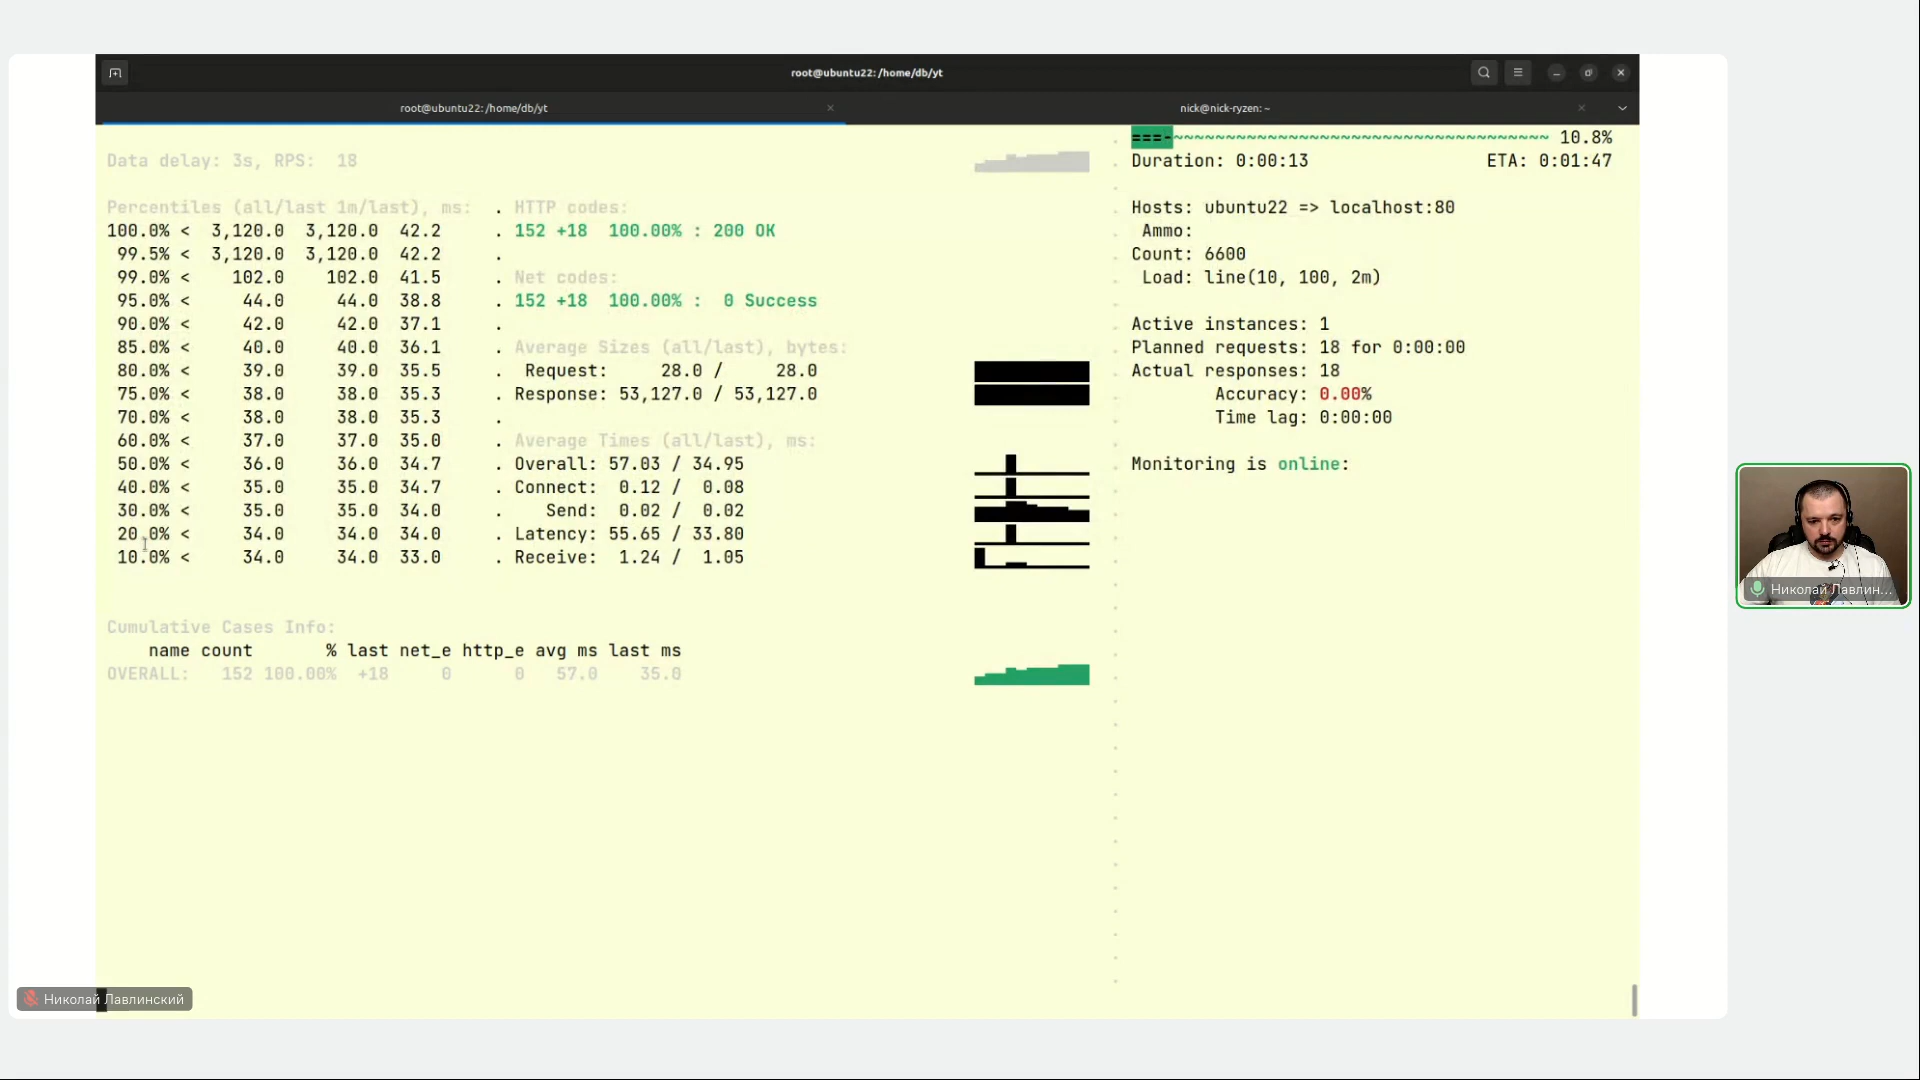 root@ubuntu22: /home/db/yt
root@ubuntu22: /home/db/yt
nick@nick-ryzen: ~
Data delay: 3s, RPS: 18
Percentiles (all/last 1m/last), ms:
100.0% < 3,120.0 3,120.0 42.2
99.5% < 3,120.0 3,120.0 42.2
99.0% < 102.0 102.0 41.5
95.0% < 44.0 44.0 38.8
90.0% < 42.0 42.0 37.1
85.0% < 40.0 40.0 36.1
80.0% < 39.0 39.0 35.5
75.0% < 38.0 38.0 35.3
70.0% < 38.0 38.0 35.3
60.0% < 37.0 37.0 35.0
50.0% < 36.0 36.0 34.7
40.0% < 35.0 35.0 34.7
30.0% < 35.0 35.0 34.0
20.0% < 34.0 34.0 34.0
10.0% < 34.0 34.0 33.0
. HTTP codes:
. 152 +18 100.00% : 200 OK
.
. Net codes:
. 152 +18 100.00% : 0 Success
.
. Average Sizes (all/last), bytes:
. Request: 28.0 / 28.0
. Response: 53,127.0 / 53,127.0
.
. Average Times (all/last), ms:
. Overall: 57.03 / 34.95
. Connect: 0.12 / 0.08
. Send: 0.02 / 0.02
. Latency: 55.65 / 33.80
. Receive: 1.24 / 1.05
Cumulative Cases Info:
name count % last net_e http_e avg ms last ms
OVERALL: 152 100.00% +18 0 0 57.0 35.0
===-~~~~~~~~~~~~~~~~~~~~~~~~~~~~~~~~~~~~ 10.8%
Duration: 0:00:13 ETA: 0:01:47
Hosts: ubuntu22 => localhost:80
Ammo:
Count: 6600
Load: line(10, 100, 2m)
Active instances: 1
Planned requests: 18 for 0:00:00
Actual responses: 18
Accuracy: 0.00%
Time lag: 0:00:00
Monitoring is online:
Николай Лавлин...
Николай Лавлинский